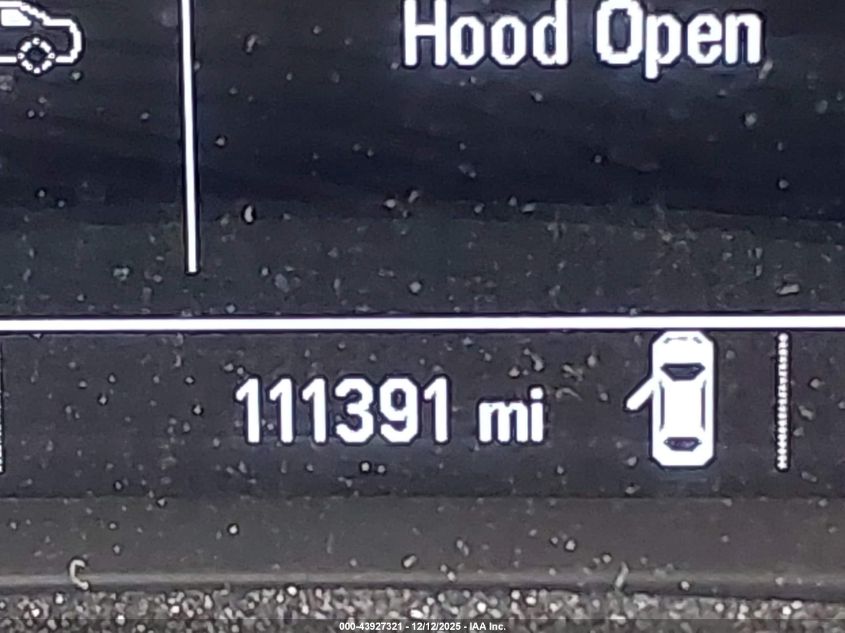 Hood Open
111391 mi
000-43927321 - 12/12/2025 - IAA Inc.